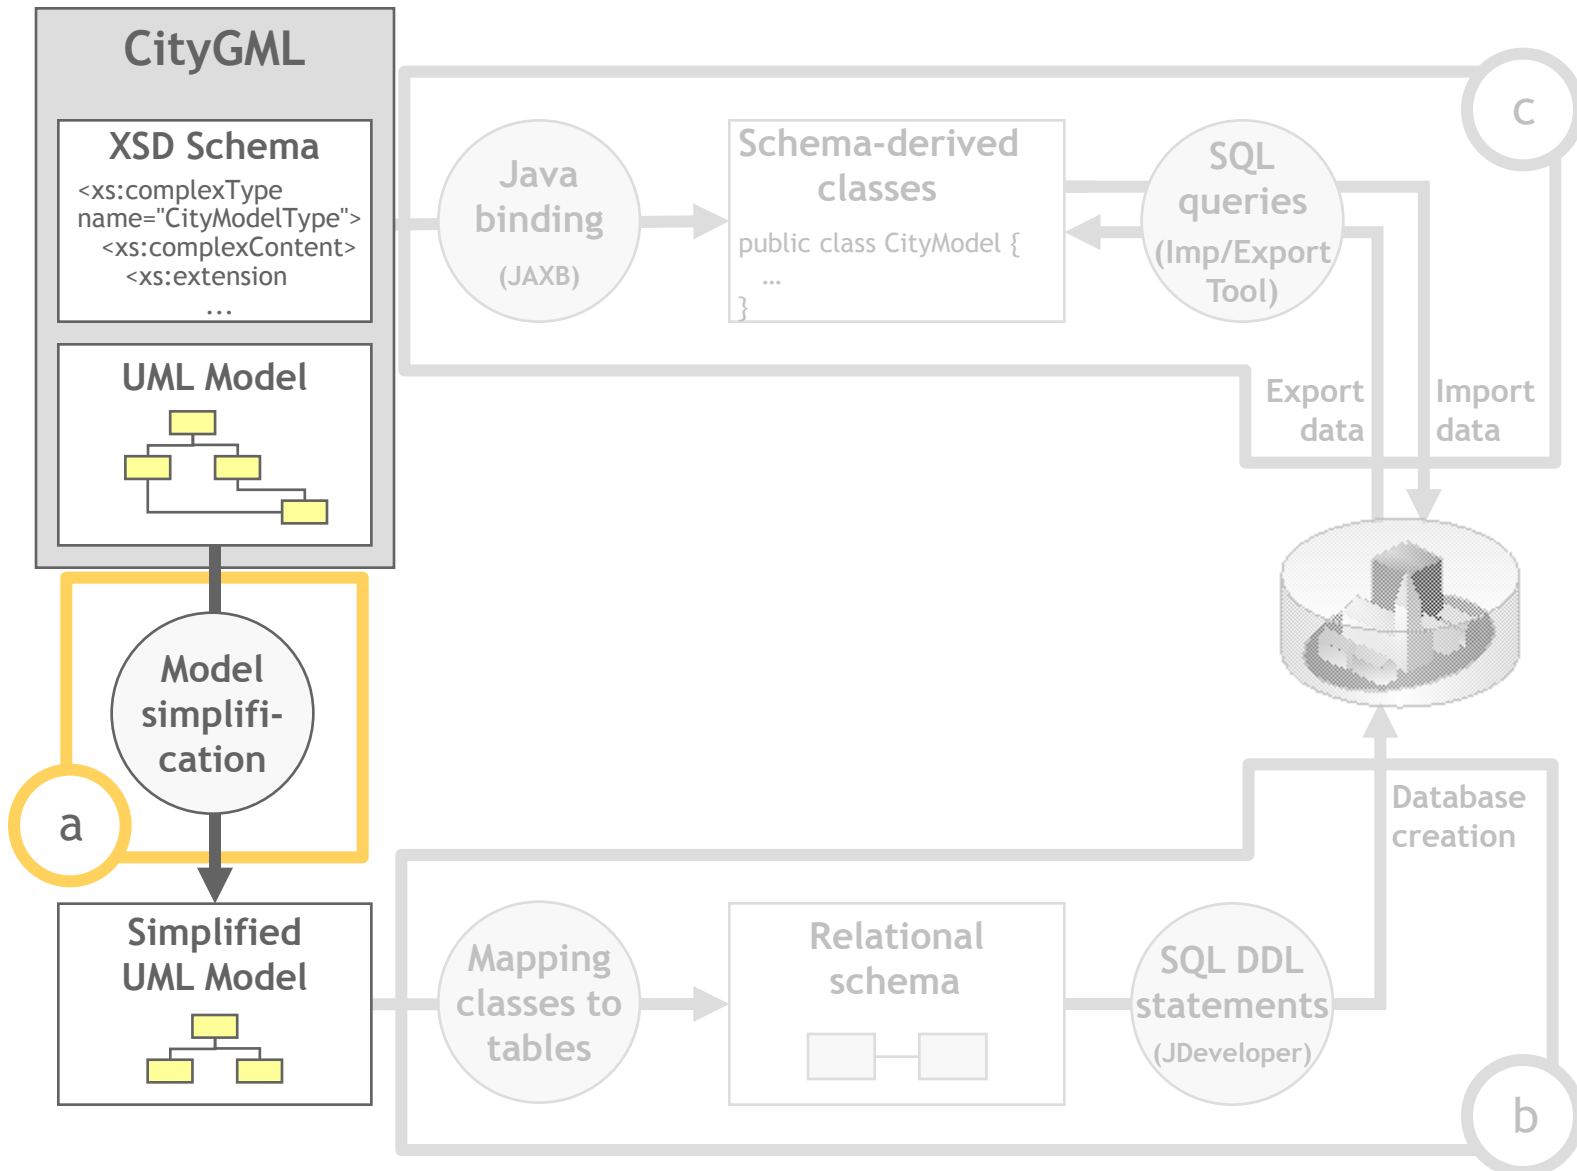 CityGML
XSD Schema
<xs:complexType
name="CityModelType">
<xs:complexContent>
<xs:extension
...
UML Model
Java
binding
(JAXB)
Schema-derived
classes
public class CityModel {
...
}
SQL
queries
(Imp/Export
Tool)
c
Export
data
Import
data
Model
simplifi-
cation
a
Simplified
UML Model
Mapping
classes to
tables
Relational
schema
SQL DDL
statements
(JDeveloper)
Database
creation
b